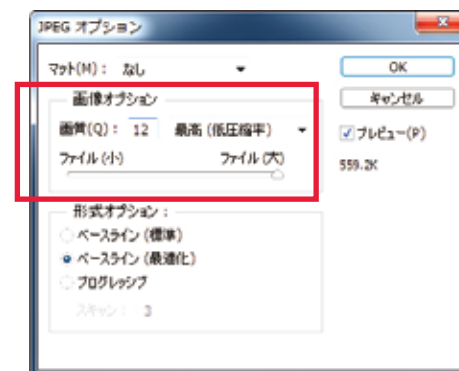 JPEG オプション
マット(M)： なし
OK
キャンセル
プレビュー(P)
559.2K
画像オプション
画質(Q)： 12 最高 (低圧縮率)
ファイル (小) ファイル (大)
形式オプション：
ベースライン (標準)
ベースライン (最適化)
プログレッシブ
スキャン： 3